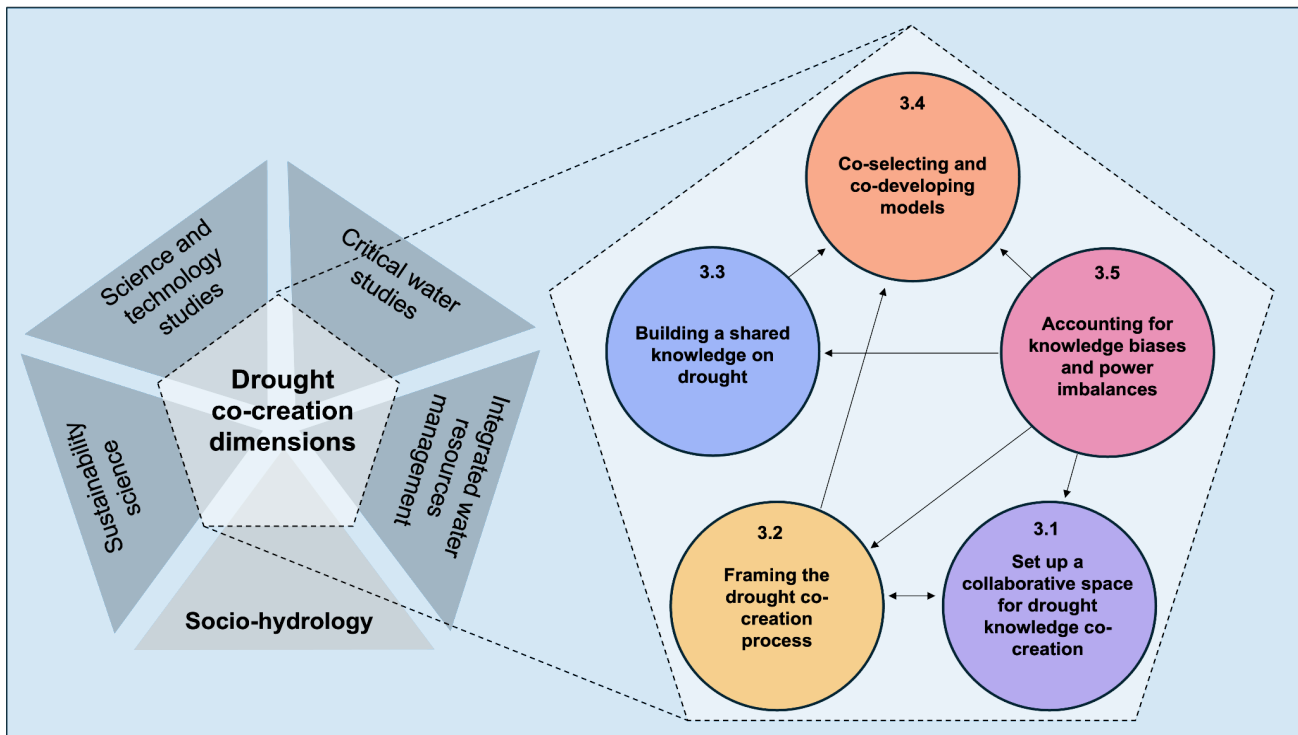 Science and
technology
studies
Critical water
studies
Drought
co-creation
dimensions
Sustainability
science
Integrated water
resources
management
Socio-hydrology
3.4
Co-selecting and
co-developing
models
3.3
Building a shared
knowledge on
drought
3.5
Accounting for
knowledge biases
and power
imbalances
3.2
Framing the
drought co-
creation
process
3.1
Set up a
collaborative space
for drought
knowledge co-
creation